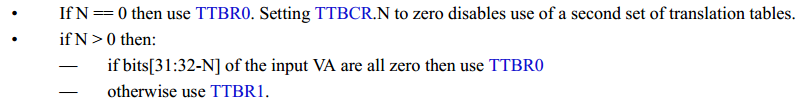 • If N == 0 then use TTBR0. Setting TTBCR.N to zero disables use of a second set of translation tables.
• if N > 0 then:
— if bits[31:32-N] of the input VA are all zero then use TTBR0
— otherwise use TTBR1.